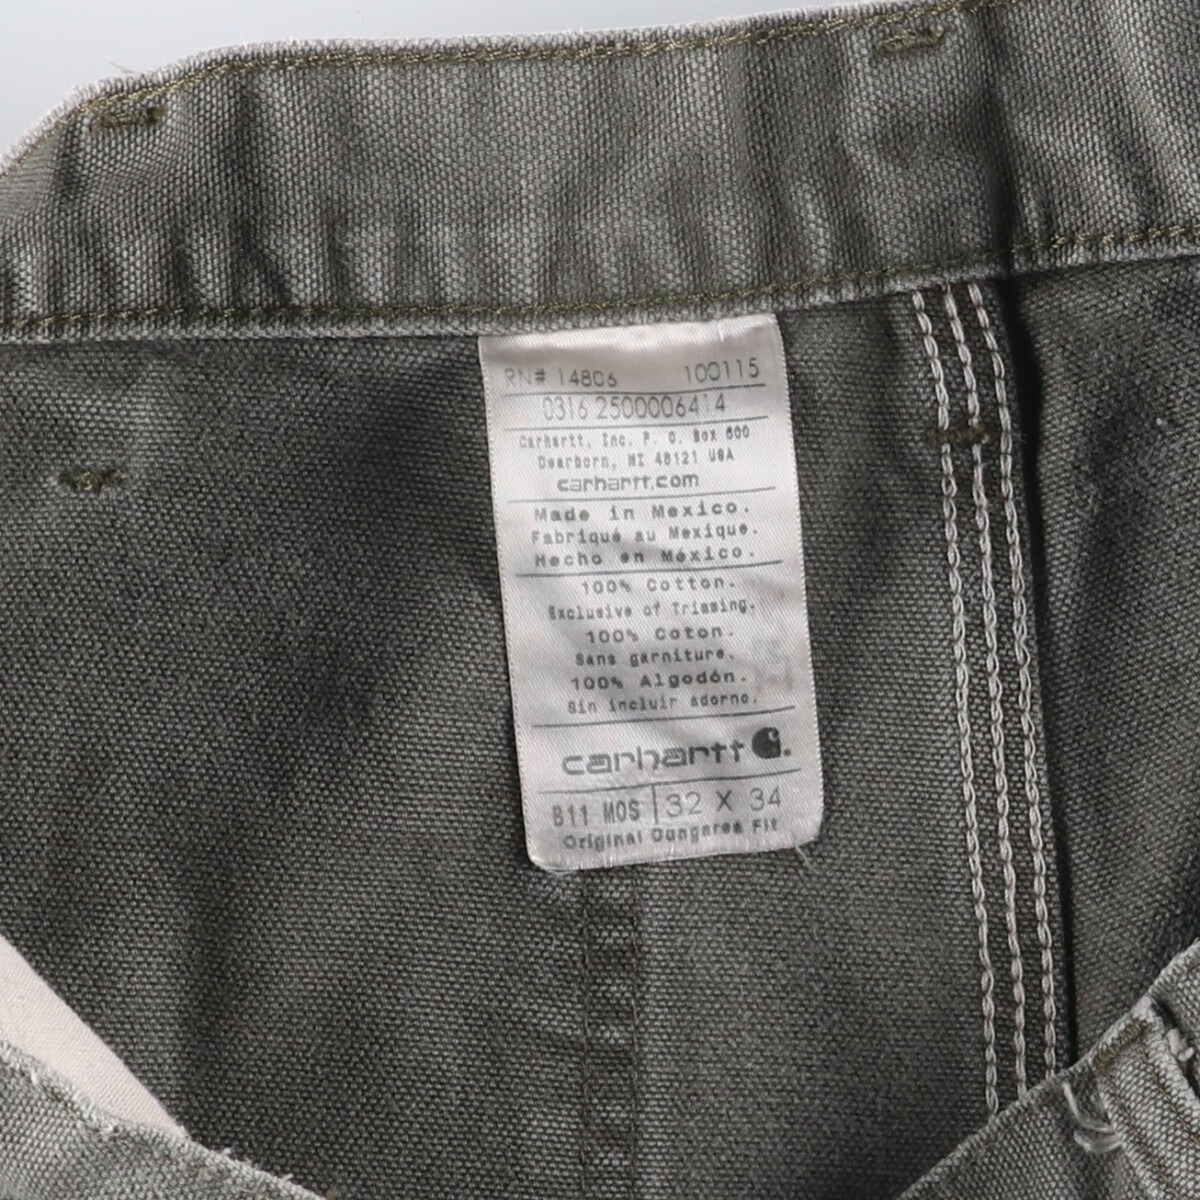 RN# 14806 100115
0316 2500006414
Carhartt, Inc. P. O. Box 600
Dearborn, MI 48121 USA
carhartt.com
Made in Mexico.
Fabriqué au Mexique.
Hecho en México.
100% Cotton.
Exclusive of Trimming.
100% Coton.
Sans garniture.
100% Algodón.
Sin incluir adorno.
carhartt
B11 MOS 32 X 34
Original Dungaree Fit